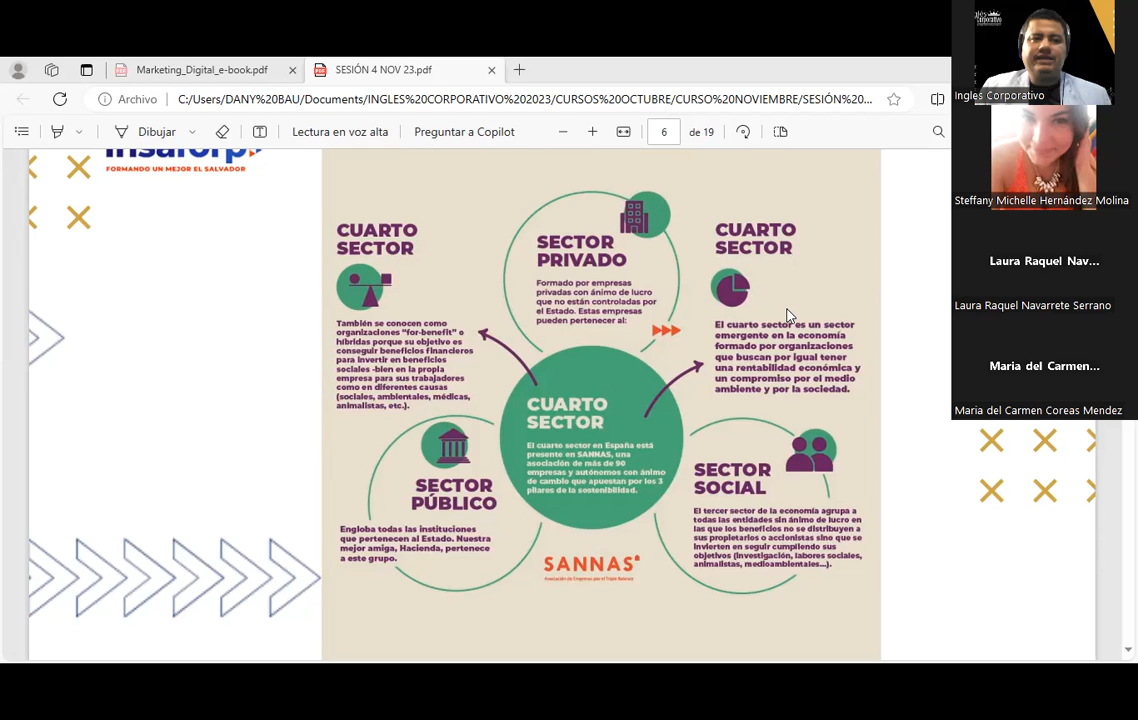 Marketing_Digital_e-book.pdf
SESIÓN 4 NOV 23.pdf
Archivo
C:/Users/DANY%20BAU/Documents/INGLES%20CORPORATIVO%202023/CURSOS%20OCTUBRE/CURSO%20NOVIEMBRE/SESIÓN%20...
Dibujar
Lectura en voz alta
Preguntar a Copilot
6
de 19
insaforp
FORMANDO UN MEJOR EL SALVADOR
CUARTO
SECTOR
También se conocen como
organizaciones "for-benefit" o
híbridas porque su objetivo es
conseguir beneficios financieros
para invertir en beneficios
sociales -bien en la propia
empresa para sus trabajadores
como en diferentes causas
(sociales, ambientales, médicas,
animalistas, etc.).
SECTOR
PRIVADO
Formado por empresas
privadas con ánimo de lucro
que no están controladas por
el Estado. Estas empresas
pueden pertenecer al:
CUARTO
SECTOR
El cuarto sector es un sector
emergente en la economía
formado por organizaciones
que buscan por igual tener
una rentabilidad económica y
un compromiso por el medio
ambiente y por la sociedad.
CUARTO
SECTOR
El cuarto sector en España está
presente en SANNAS, una
asociación de más de 90
empresas y autónomos con ánimo
de cambio que apuestan por los 3
pilares de la sostenibilidad.
SECTOR
PÚBLICO
Engloba todas las instituciones
que pertenecen al Estado. Nuestra
mejor amiga, Hacienda, pertenece
a este grupo.
SECTOR
SOCIAL
El tercer sector de la economía agrupa a
todas las entidades sin ánimo de lucro en
las que los beneficios no se distribuyen a
sus propietarios o accionistas sino que se
invierten en seguir cumpliendo sus
objetivos (investigación, labores sociales,
animalistas, medioambientales...).
SANNAS
Asociación de Empresas por el Triple Balance
Inglés Corporativo
Steffany Michelle Hernández Molina
Laura Raquel Nav...
Laura Raquel Navarrete Serrano
Maria del Carmen...
Maria del Carmen Coreas Mendez